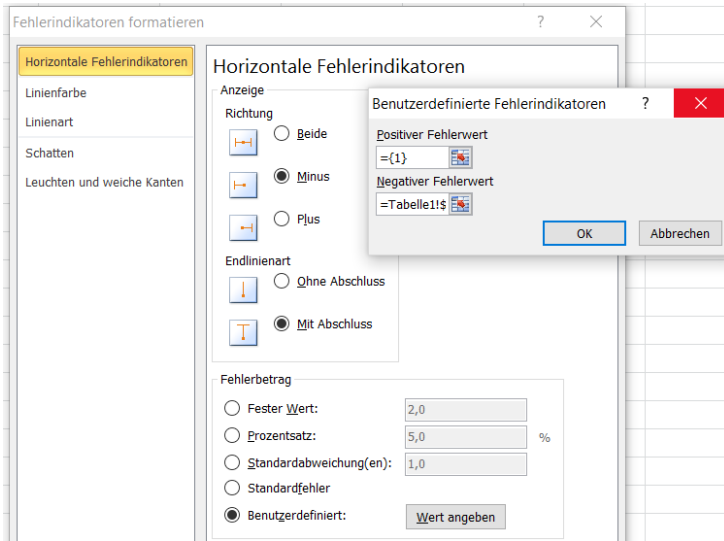 Fehlerindikatoren formatieren
?
Horizontale Fehlerindikatoren
Linienfarbe
Linienart
Schatten
Leuchten und weiche Kanten
Horizontale Fehlerindikatoren
Anzeige
Richtung
Beide
Minus
Plus
Endlinienart
Ohne Abschluss
Mit Abschluss
Fehlerbetrag
Fester Wert: 2,0
Prozentsatz: 5,0 %
Standardabweichung(en): 1,0
Standardfehler
Benutzerdefiniert: Wert angeben
Benutzerdefinierte Fehlerindikatoren ?
Positiver Fehlerwert
={1}
Negativer Fehlerwert
=Tabelle1!$
OK Abbrechen